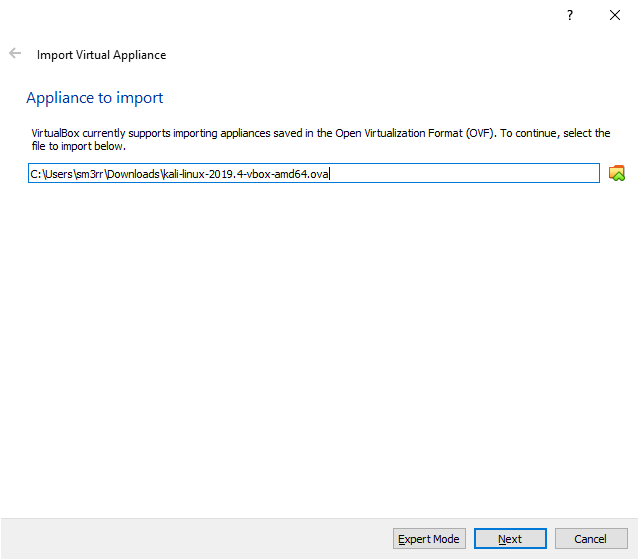 ?
Import Virtual Appliance
Appliance to import
VirtualBox currently supports importing appliances saved in the Open Virtualization Format (OVF). To continue, select the
file to import below.
C:\Users\sm3rr\Downloads\kali-linux-2019.4-vbox-amd64.ova
Expert Mode Next Cancel